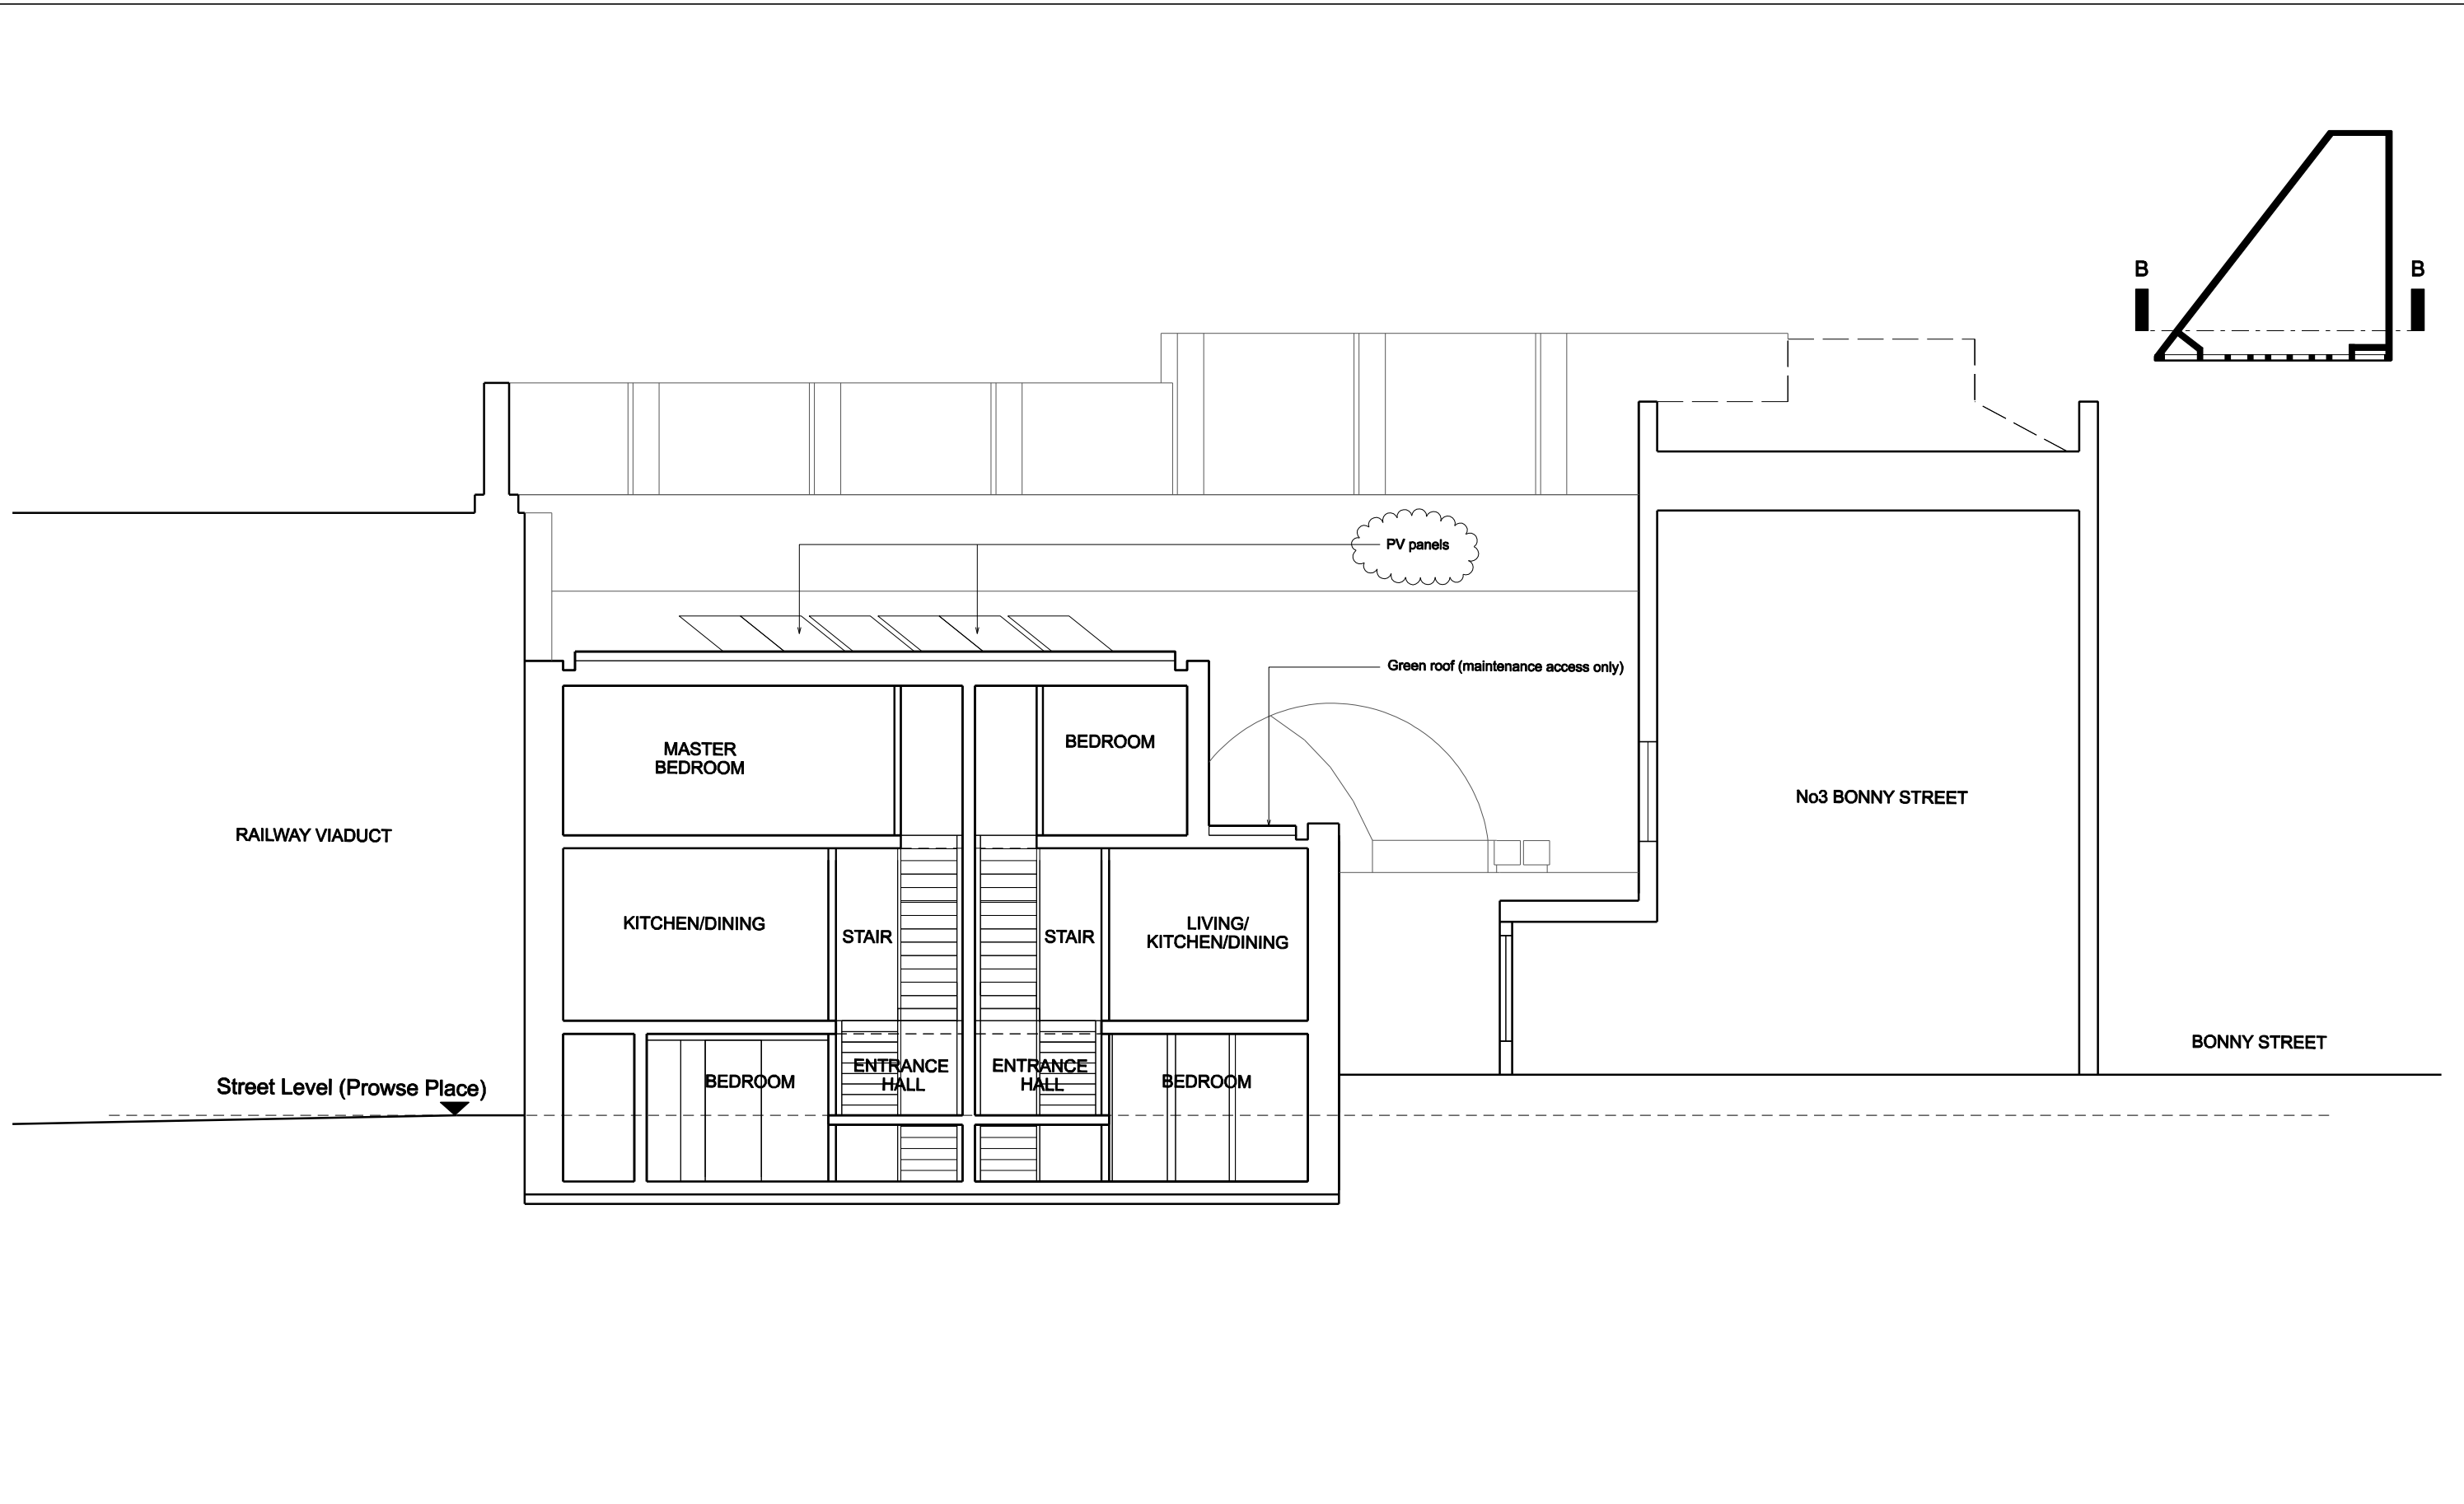 B
B
PV panels
Green roof (maintenance access only)
MASTER
BEDROOM
BEDROOM
No3 BONNY STREET
RAILWAY VIADUCT
KITCHEN/DINING
STAIR
STAIR
LIVING/
KITCHEN/DINING
BONNY STREET
Street Level (Prowse Place)
BEDROOM
ENTRANCE
HALL
ENTRANCE
HALL
BEDROOM